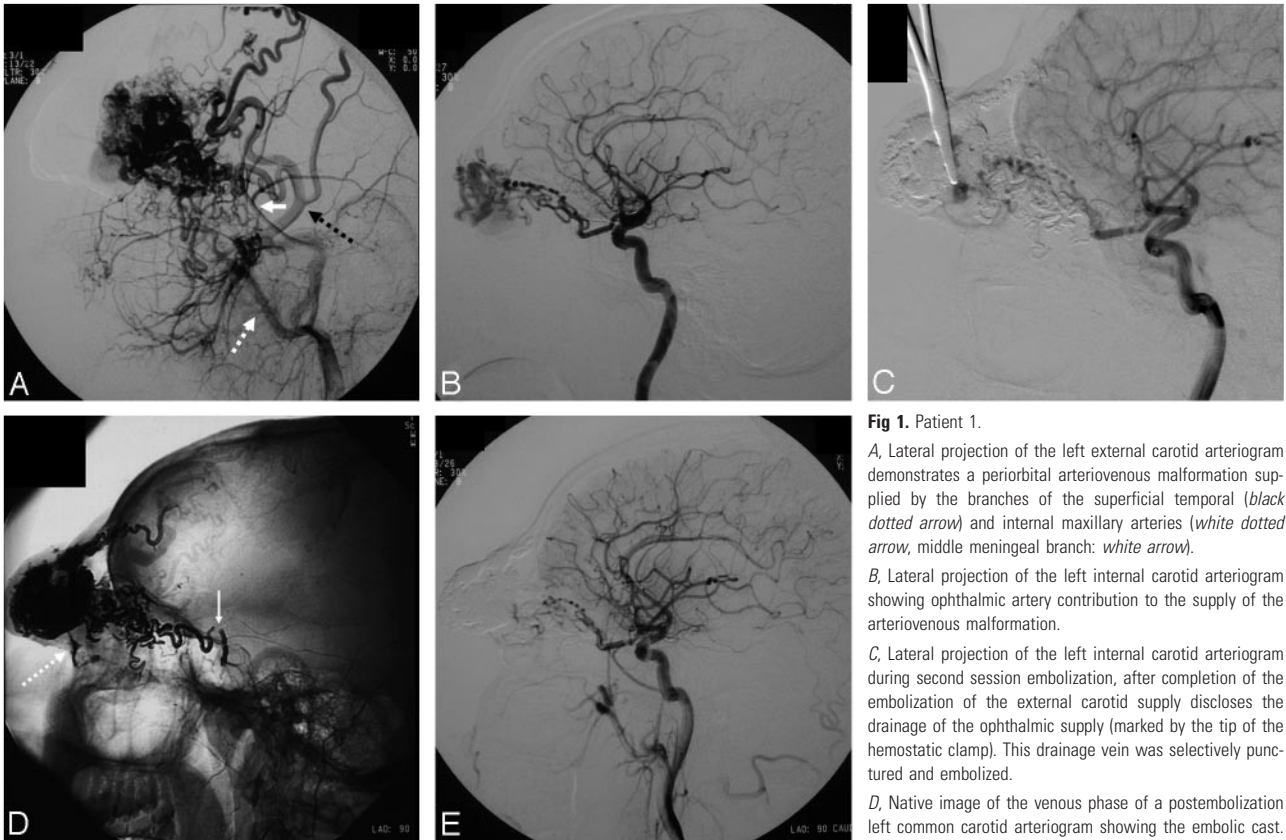 3/1
13/22
A
B
C
D
LAO: 90
E
LAO: 90 CAUD
Fig 1. Patient 1.
A, Lateral projection of the left external carotid arteriogram
demonstrates a periorbital arteriovenous malformation sup-
plied by the branches of the superficial temporal (black
dotted arrow) and internal maxillary arteries (white dotted
arrow, middle meningeal branch: white arrow).
B, Lateral projection of the left internal carotid arteriogram
showing ophthalmic artery contribution to the supply of the
arteriovenous malformation.
C, Lateral projection of the left internal carotid arteriogram
during second session embolization, after completion of the
embolization of the external carotid supply discloses the
drainage of the ophthalmic supply (marked by the tip of the
hemostatic clamp). This drainage vein was selectively punc-
tured and embolized.
D, Native image of the venous phase of a postembolization
left common carotid arteriogram showing the embolic cast